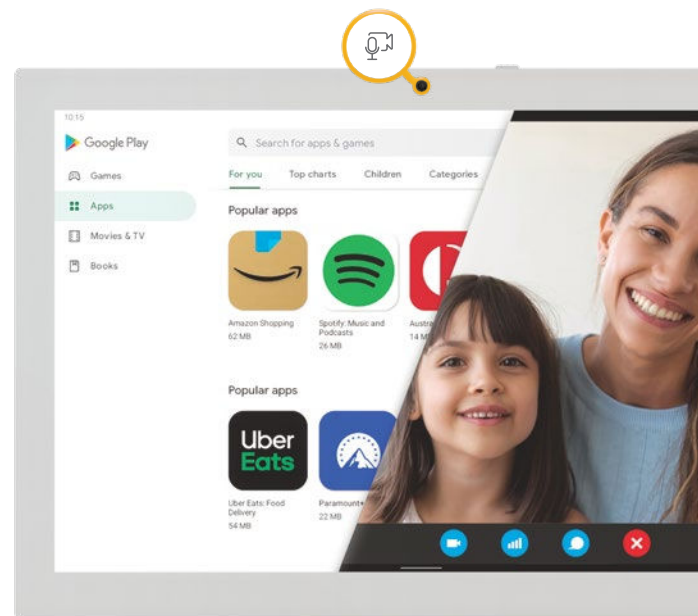 10:15
Google Play
Search for apps & games
Games
For you Top charts Children Categories
Apps
Popular apps
Movies & TV
Books
Amazon Shopping
62 MB
Spotify: Music and
Podcasts
26 MB
14 M
Popular apps
Uber
Eats
Uber Eats: Food
Delivery
54 MB
Paramount+
22 MB